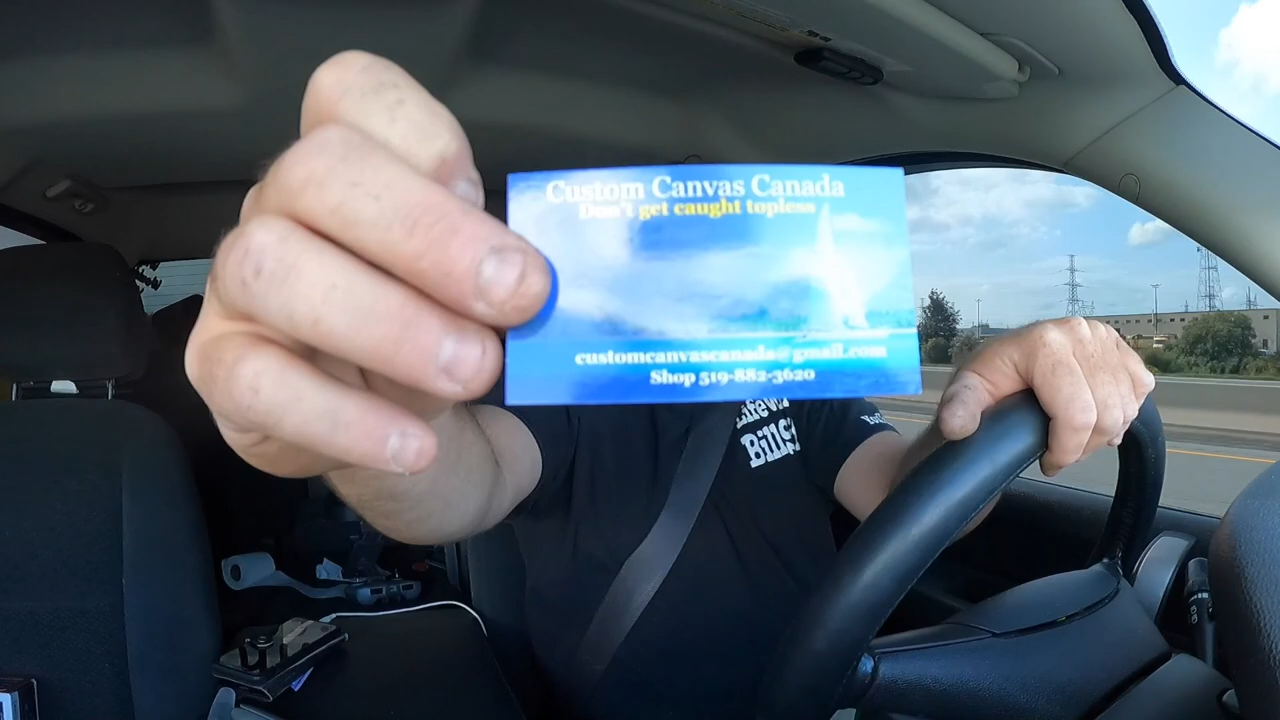 Custom Canvas Canada
Don't get caught topless
customcanvascanada@gmail.com
Shop 519-882-3620